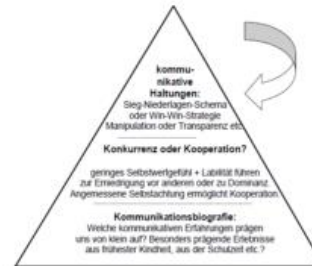 kommu-
nikative
Haltungen:
Sieg-Niederlagen-Schema
oder Win-Win-Strategie
Manipulation oder Transparenz etc.
Konkurrenz oder Kooperation?
geringes Selbstwertgefühl + Labilität führen
zur Erniedrigung vor anderen oder zu Dominanz.
Angemessene Selbstachtung ermöglicht Kooperation.
Kommunikationsbiografie:
Welche kommunikativen Erfahrungen prägen
uns von klein auf? Besonders prägende Erlebnisse
aus frühester Kindheit, aus der Schulzeit etc.?